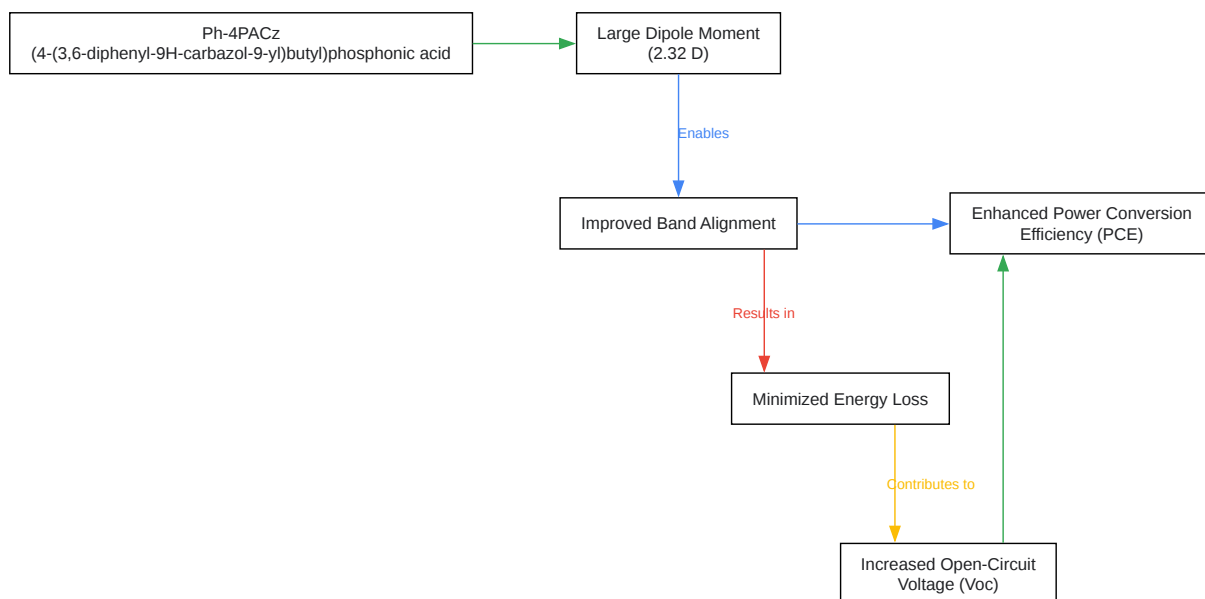 Ph-4PACz
(4-(3,6-diphenyl-9H-carbazol-9-yl)butyl)phosphonic acid
Large Dipole Moment
(2.32 D)
Enables
Improved Band Alignment
Enhanced Power Conversion
Efficiency (PCE)
Results in
Minimized Energy Loss
Contributes to
Increased Open-Circuit
Voltage (Voc)